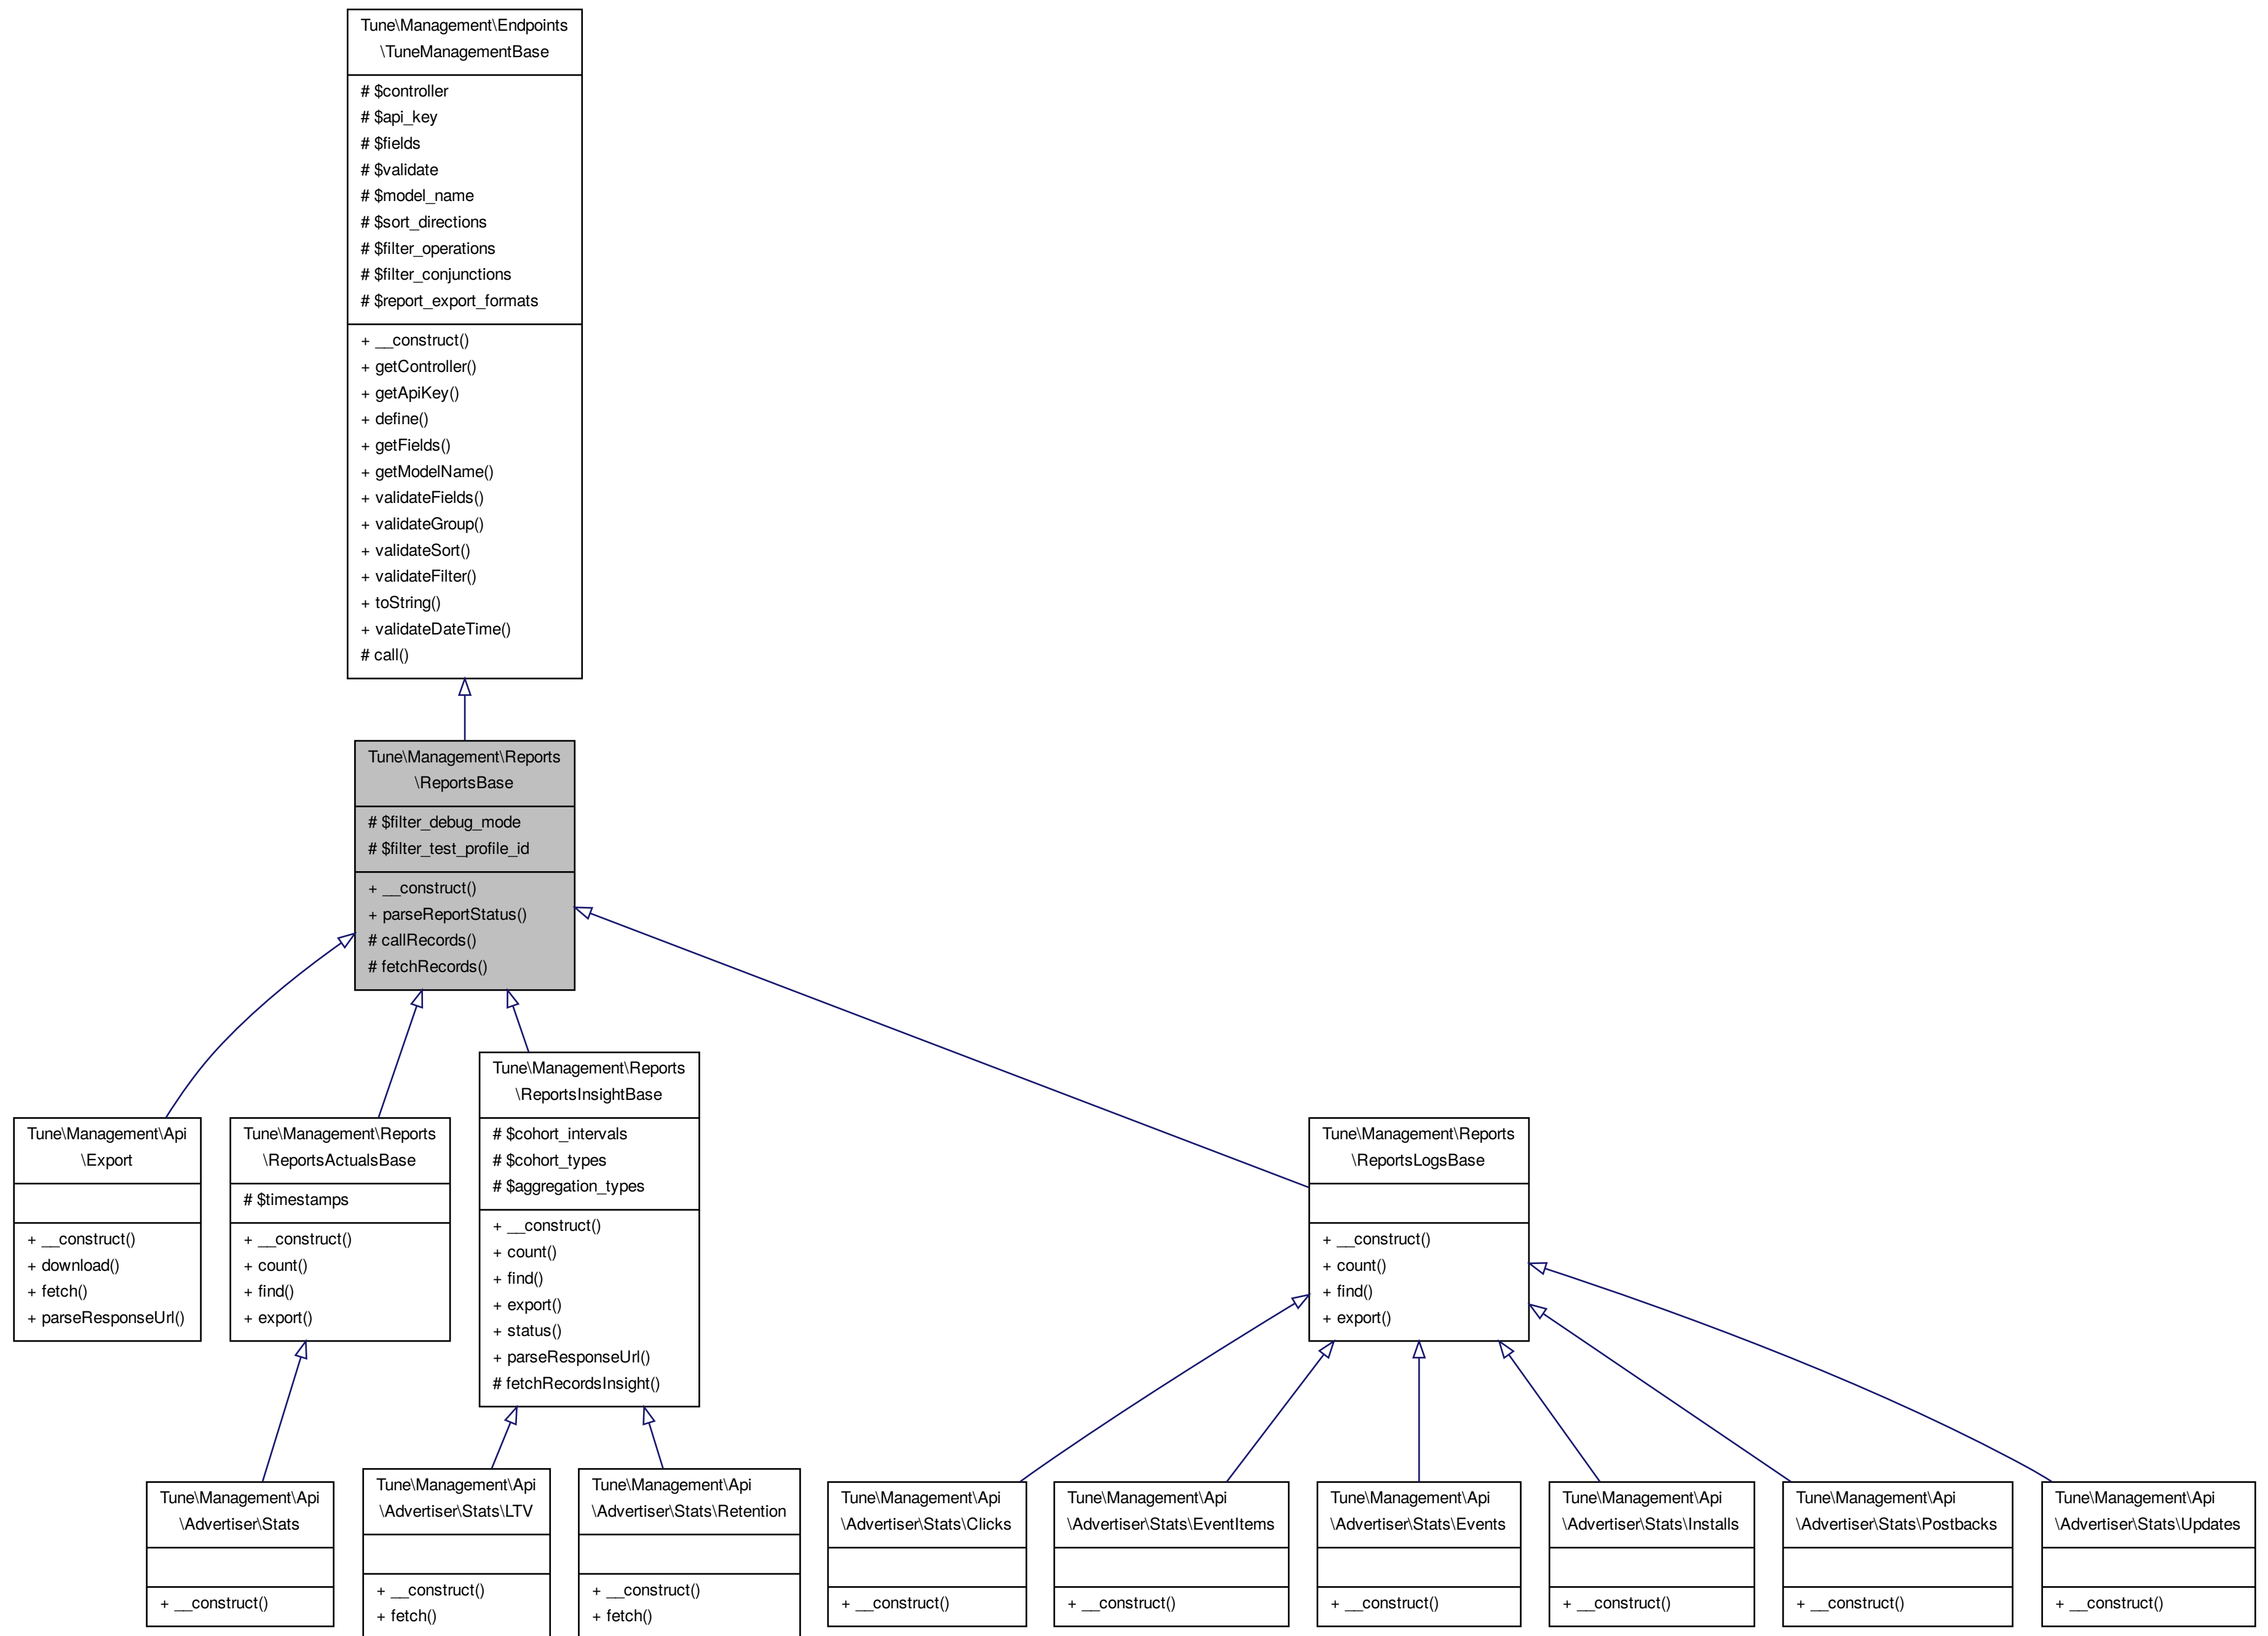 Tune\Management\Endpoints
\TuneManagementBase
# $controller
# $api_key
# $fields
# $validate
# $model_name
# $sort_directions
# $filter_operations
# $filter_conjunctions
# $report_export_formats
+ __construct()
+ getController()
+ getApiKey()
+ define()
+ getFields()
+ getModelName()
+ validateFields()
+ validateGroup()
+ validateSort()
+ validateFilter()
+ toString()
+ validateDateTime()
# call()
Tune\Management\Reports
\ReportsBase
# $filter_debug_mode
# $filter_test_profile_id
+ __construct()
+ parseReportStatus()
# callRecords()
# fetchRecords()
Tune\Management\Api
\Export
+ __construct()
+ download()
+ fetch()
+ parseResponseUrl()
Tune\Management\Reports
\ReportsActualsBase
# $timestamps
+ __construct()
+ count()
+ find()
+ export()
Tune\Management\Reports
\ReportsInsightBase
# $cohort_intervals
# $cohort_types
# $aggregation_types
+ __construct()
+ count()
+ find()
+ export()
+ status()
+ parseResponseUrl()
# fetchRecordsInsight()
Tune\Management\Reports
\ReportsLogsBase
+ __construct()
+ count()
+ find()
+ export()
Tune\Management\Api
\Advertiser\Stats
+ __construct()
Tune\Management\Api
\Advertiser\Stats\LTV
+ __construct()
+ fetch()
Tune\Management\Api
\Advertiser\Stats\Retention
+ __construct()
+ fetch()
Tune\Management\Api
\Advertiser\Stats\Clicks
+ __construct()
Tune\Management\Api
\Advertiser\Stats\EventItems
+ __construct()
Tune\Management\Api
\Advertiser\Stats\Events
+ __construct()
Tune\Management\Api
\Advertiser\Stats\Installs
+ __construct()
Tune\Management\Api
\Advertiser\Stats\Postbacks
+ __construct()
Tune\Management\Api
\Advertiser\Stats\Updates
+ __construct()